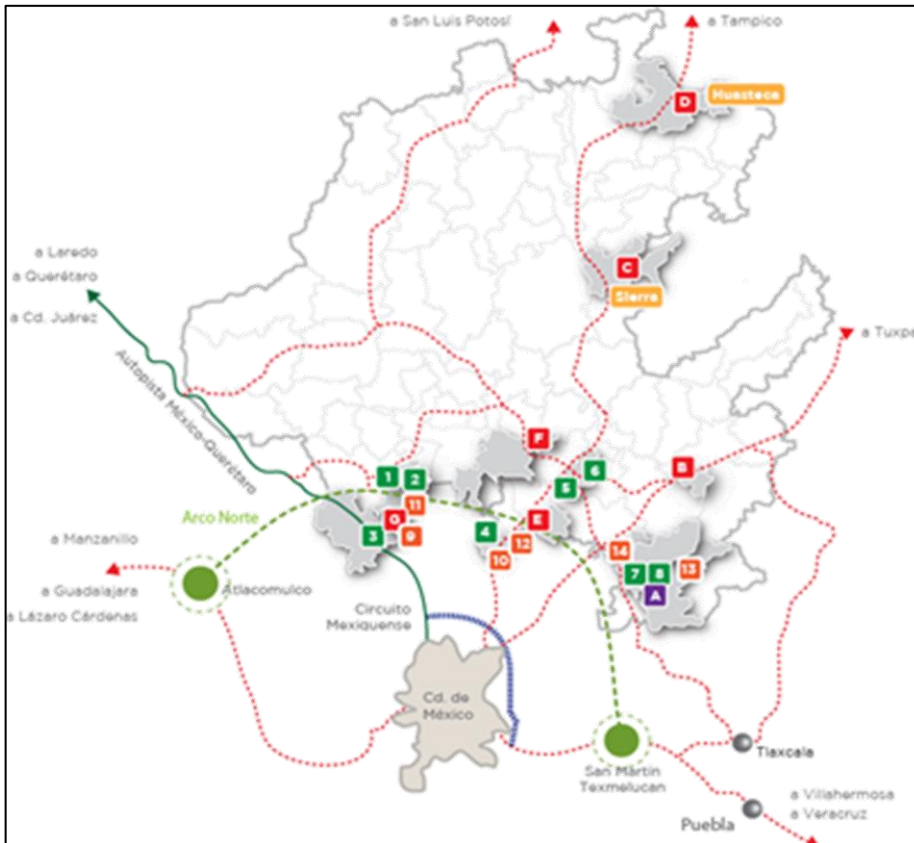 a San Luis Potosí
a Tampico
D
Huasteca
C
Sierra
a Laredo
a Querétaro
a Cd. Juárez
Autopista México-Querétaro
a Tuxpa
F
B
1
2
6
5
11
Arco Norte
O
E
3
9
4
12
10
14
7
8
13
A
a Manzanillo
a Guadalajara
a Lázaro Cárdenas
Atlacomulco
Circuito
Mexiquense
Cd. de
México
San Martín
Texmelucan
Tlaxcala
Puebla
a Villahermosa
a Veracruz